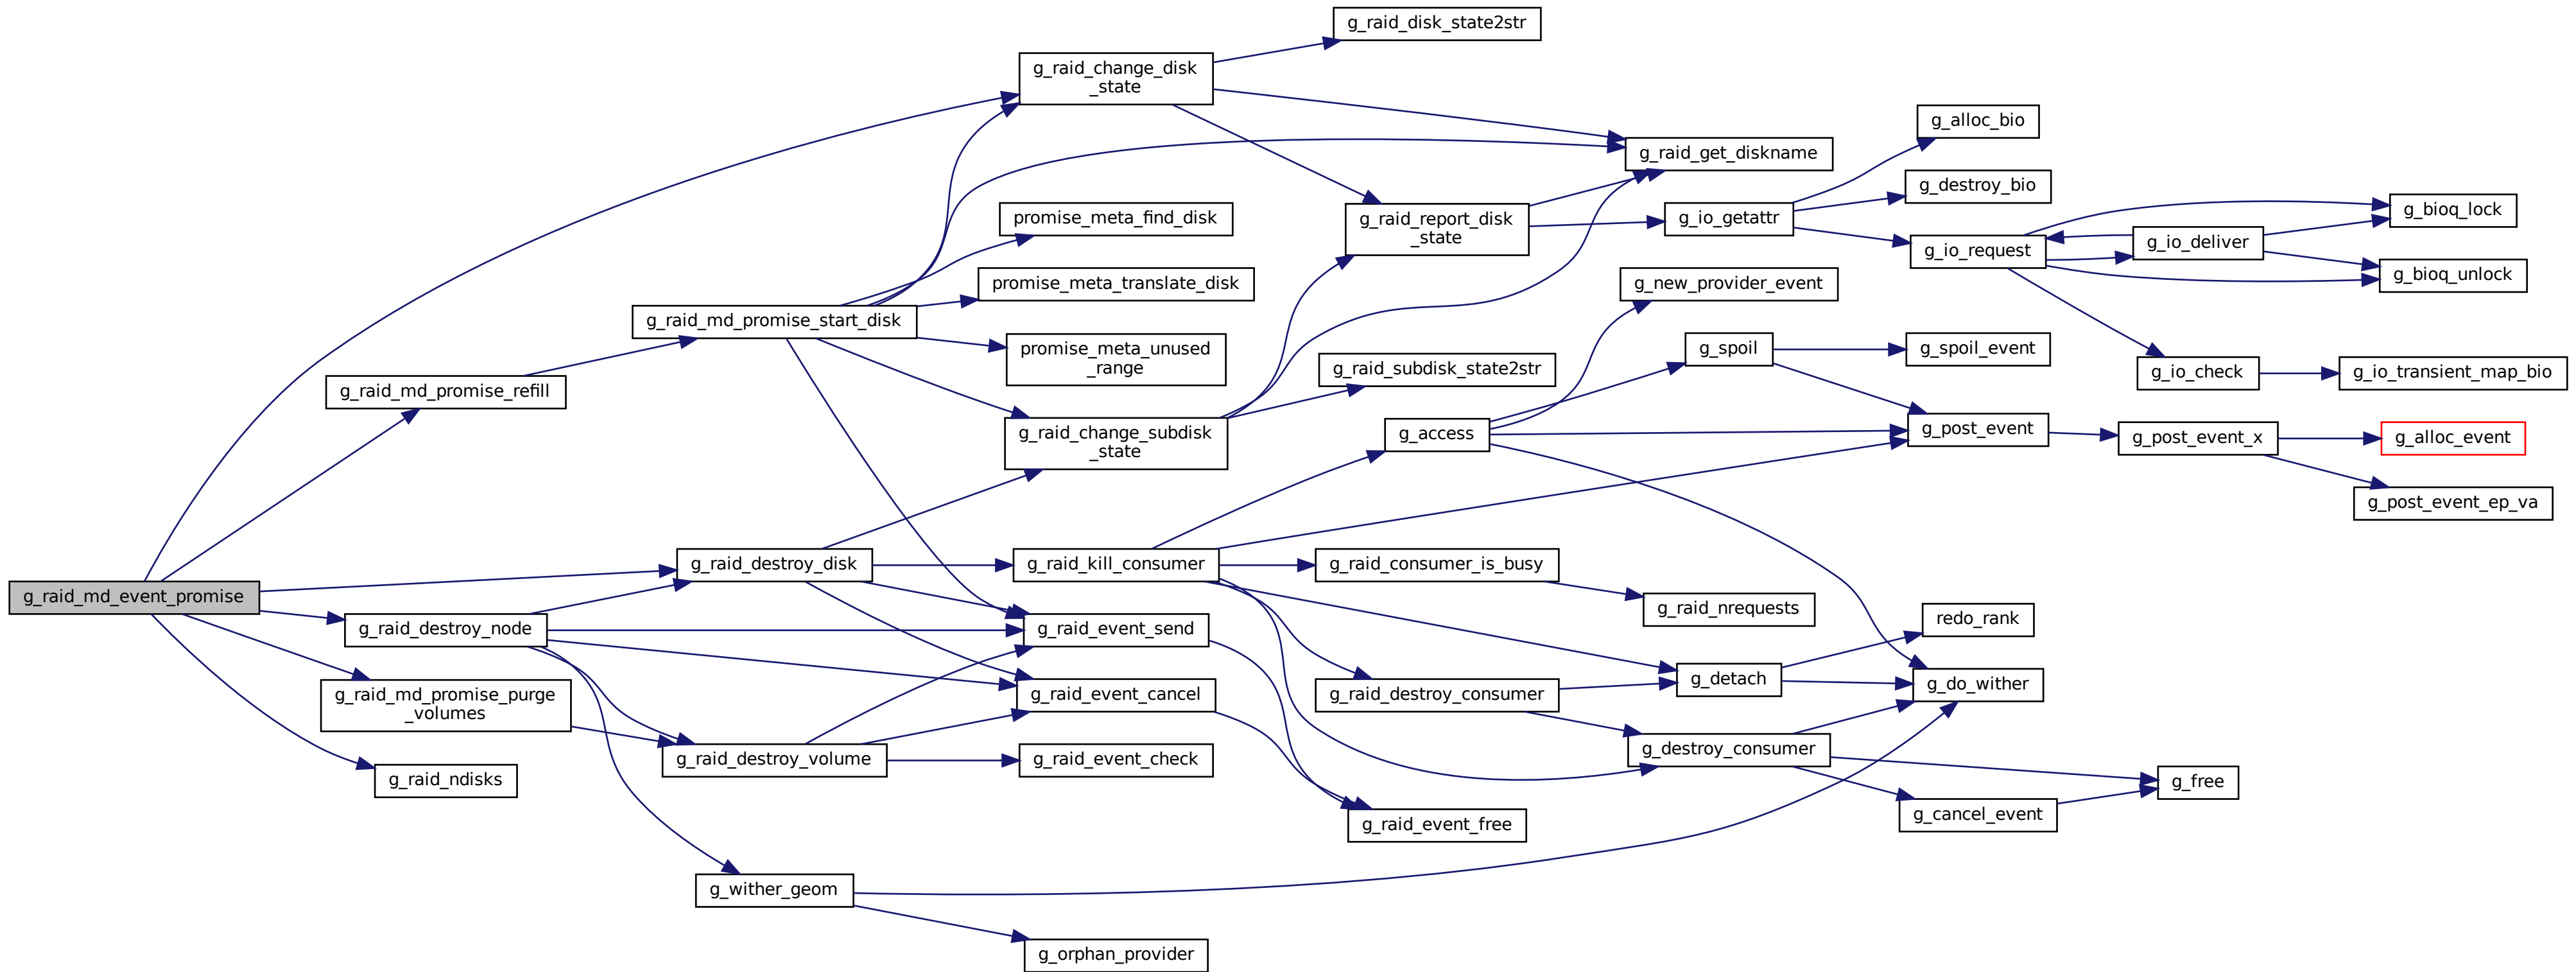 g_raid_disk_state2str
g_raid_change_disk
_state
g_alloc_bio
g_raid_get_diskname
g_destroy_bio
promise_meta_find_disk
g_raid_report_disk
_state
g_io_getattr
g_bioq_lock
g_io_request
g_io_deliver
g_bioq_unlock
promise_meta_translate_disk
g_new_provider_event
g_raid_md_promise_start_disk
promise_meta_unused
_range
g_spoil
g_spoil_event
g_raid_subdisk_state2str
g_io_check
g_io_transient_map_bio
g_raid_md_promise_refill
g_raid_change_subdisk
_state
g_access
g_post_event
g_post_event_x
g_alloc_event
g_post_event_ep_va
g_raid_destroy_disk
g_raid_kill_consumer
g_raid_consumer_is_busy
g_raid_nrequests
g_raid_md_event_promise
g_raid_destroy_node
g_raid_event_send
redo_rank
g_raid_md_promise_purge
_volumes
g_raid_event_cancel
g_raid_destroy_consumer
g_detach
g_do_wither
g_raid_destroy_volume
g_raid_event_check
g_destroy_consumer
g_raid_ndisks
g_free
g_cancel_event
g_raid_event_free
g_wither_geom
g_orphan_provider